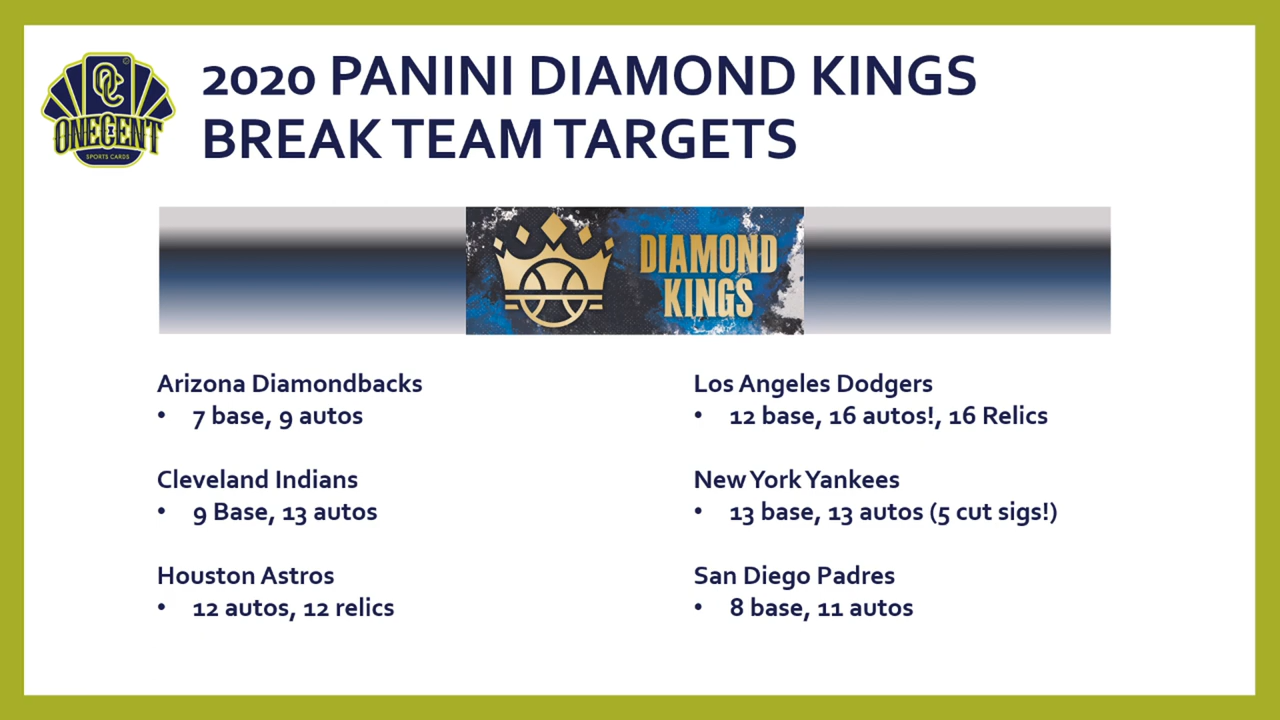 OC
ONECENT
SPORTS CARDS
2020 PANINI DIAMOND KINGS
BREAK TEAM TARGETS
DIAMOND
KINGS
Arizona Diamondbacks
• 7 base, 9 autos
Cleveland Indians
• 9 Base, 13 autos
Houston Astros
• 12 autos, 12 relics
Los Angeles Dodgers
• 12 base, 16 autos!, 16 Relics
New York Yankees
• 13 base, 13 autos (5 cut sigs!)
San Diego Padres
• 8 base, 11 autos